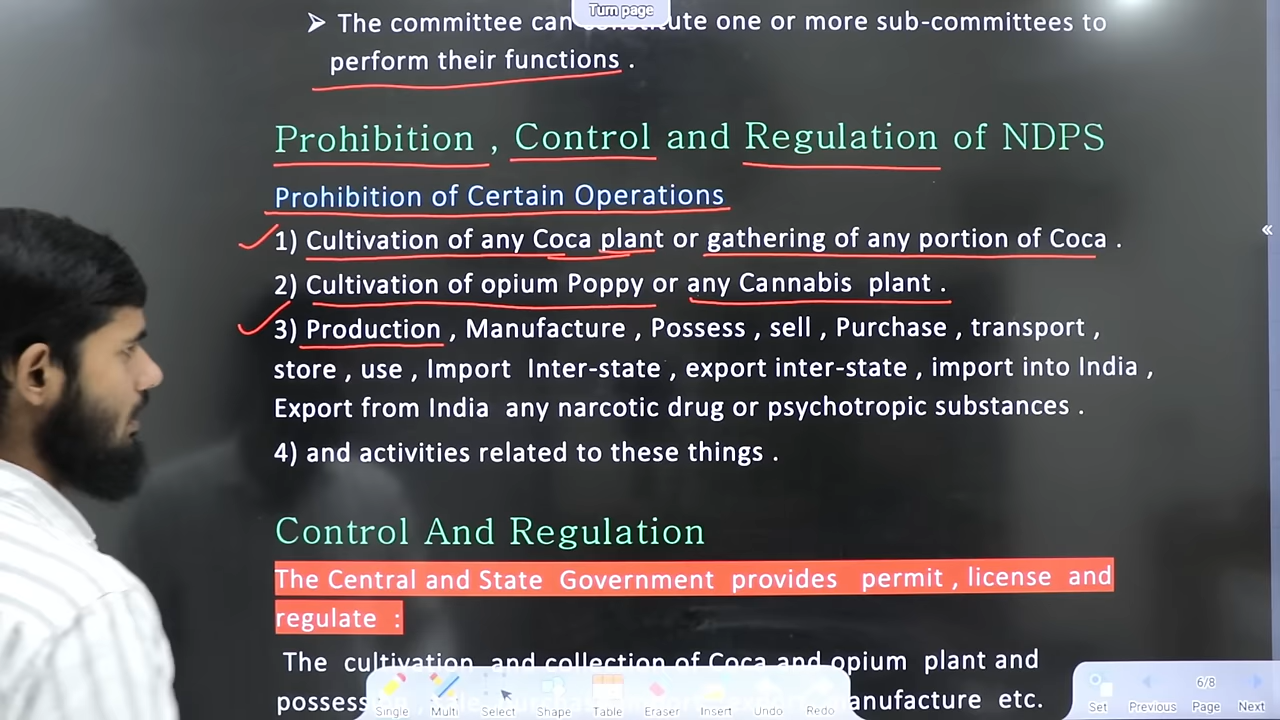 Turn page
➤ The committee can constitute one or more sub-committees to
perform their functions .
Prohibition , Control and Regulation of NDPS
Prohibition of Certain Operations
1) Cultivation of any Coca plant or gathering of any portion of Coca .
2) Cultivation of opium Poppy or any Cannabis plant .
3) Production , Manufacture , Possess , sell , Purchase , transport ,
store , use , Import Inter-state , export inter-state , import into India ,
Export from India any narcotic drug or psychotropic substances .
4) and activities related to these things .
Control And Regulation
The Central and State Government provides permit , license and
regulate :
The cultivation and collection of Coca and opium plant and
manufacture etc.
Single Multi Select Shape Table Eraser Insert Undo Redo
6/8
Set Previous Page Next
«